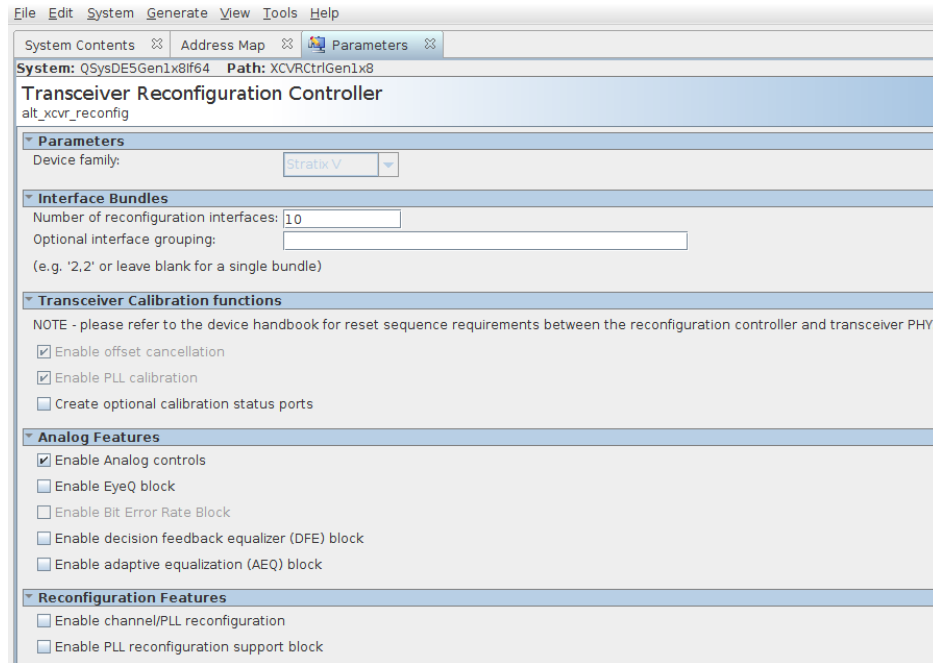 File Edit System Generate View Tools Help
System Contents Address Map Parameters
System: QSysDE5Gen1x8If64 Path: XCVRCtrlGen1x8
Transceiver Reconfiguration Controller
alt_xcvr_reconfig
Parameters
Device family: Stratix V
Interface Bundles
Number of reconfiguration interfaces: 10
Optional interface grouping:
(e.g. '2,2' or leave blank for a single bundle)
Transceiver Calibration functions
NOTE - please refer to the device handbook for reset sequence requirements between the reconfiguration controller and transceiver PHY
Enable offset cancellation
Enable PLL calibration
Create optional calibration status ports
Analog Features
Enable Analog controls
Enable EyeQ block
Enable Bit Error Rate Block
Enable decision feedback equalizer (DFE) block
Enable adaptive equalization (AEQ) block
Reconfiguration Features
Enable channel/PLL reconfiguration
Enable PLL reconfiguration support block